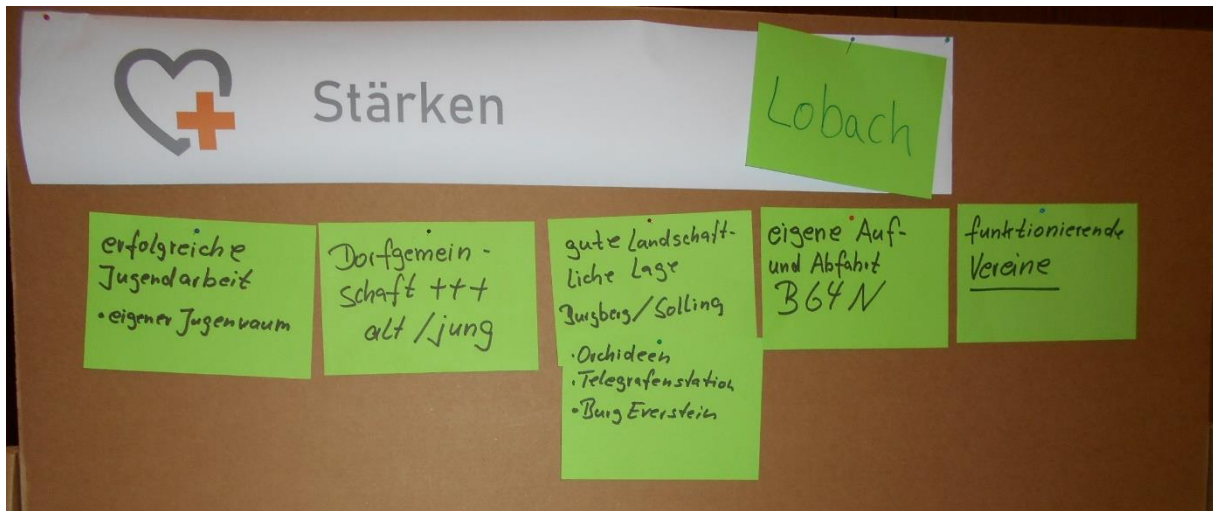 Stärken
Lobach
erfolgreiche
Jugendarbeit
• eigener Jugenraum
Dorfgemein-
schaft +++
alt / jung
gute Landschaft-
liche Lage
Burgberg / Solling
• Orchideen
• Telegrafenstation
• Burg Everstein
eigene Auf-
und Abfahrt
B64N
funktionierende
Vereine